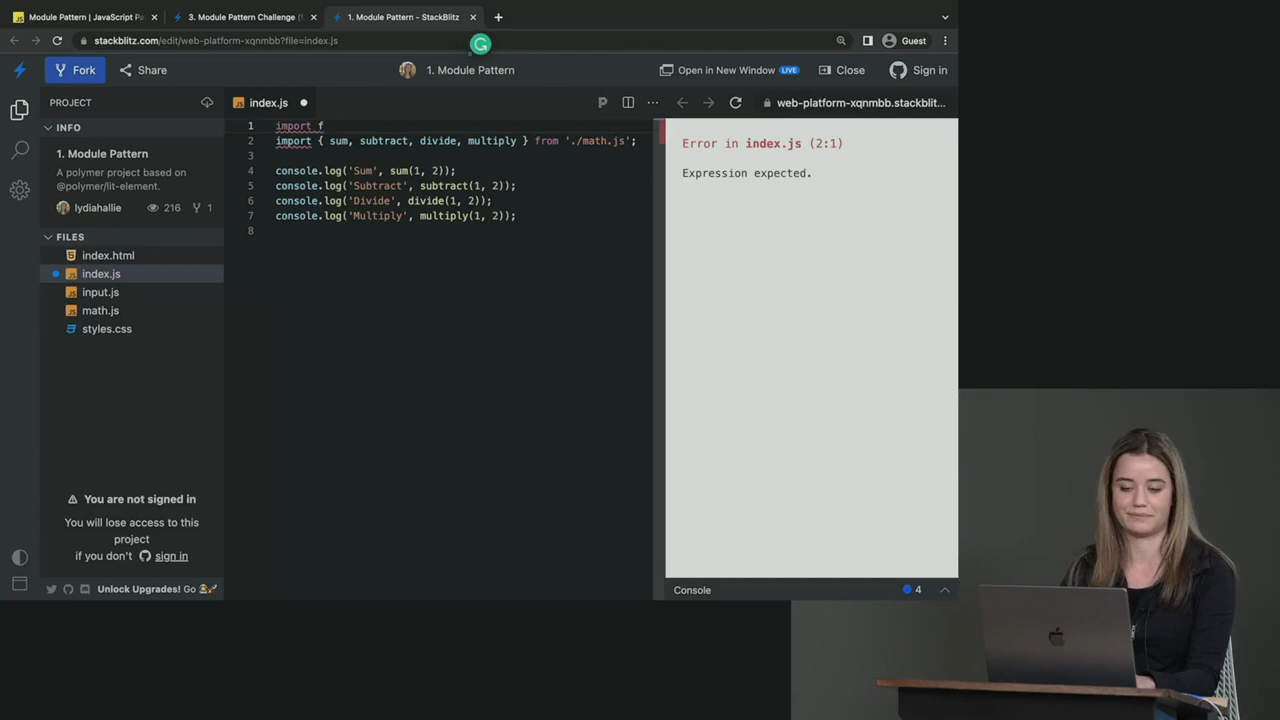 Module Pattern | JavaScript Pa
3. Module Pattern Challenge (
1. Module Pattern - StackBlitz
stackblitz.com/edit/web-platform-xqnmbb?file=index.js
Guest
Fork
Share
1. Module Pattern
Open in New Window LIVE
Close
Sign in
PROJECT
index.js
web-platform-xqnmbb.stackblit...
INFO
1. Module Pattern
A polymer project based on
@polymer/lit-element.
lydiahallie 216 1
FILES
index.html
index.js
input.js
math.js
styles.css
You are not signed in
You will lose access to this
project
if you don't sign in
Unlock Upgrades! Go
1 import f
2 import { sum, subtract, divide, multiply } from './math.js';
3
4 console.log('Sum', sum(1, 2));
5 console.log('Subtract', subtract(1, 2));
6 console.log('Divide', divide(1, 2));
7 console.log('Multiply', multiply(1, 2));
8
Error in index.js (2:1)
Expression expected.
Console 4